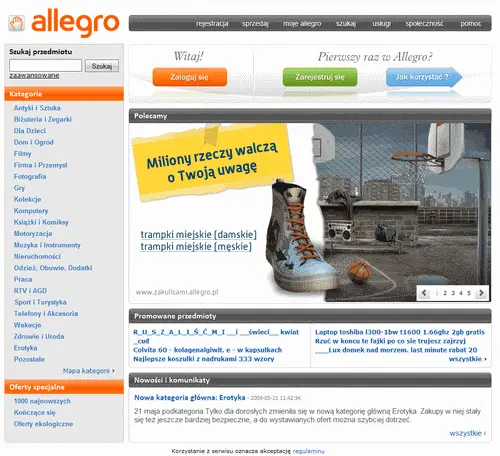 allegro
rejestracja sprzedaj moje allegro szukaj usługi społeczność pomoc
Szukaj przedmiotu
Szukaj
zaawansowane
Witaj!
Pierwszy raz w Allegro?
Zaloguj się
Zarejestruj się
Jak korzystać ?
Kategorie
Antyki i Sztuka
Biżuteria i Zegarki
Dla Dzieci
Dom i Ogród
Filmy
Firma i Przemysł
Fotografia
Gry
Kolekcje
Komputery
Książki i Komiksy
Motoryzacja
Muzyka i Instrumenty
Nieruchomości
Odzież, Obuwie, Dodatki
Praca
RTV i AGD
Sport i Turystyka
Telefony i Akcesoria
Wakacje
Zdrowie i Uroda
Erotyka
Pozostałe
Mapa kategorii
Oferty specjalne
1000 najnowszych
Kończące się
Oferty ekologiczne
Polecamy
Miliony rzeczy walczą
o Twoją uwagę
trampki miejskie [damskie]
trampki miejskie [męskie]
www.zakulisami.allegro.pl
1 2 3 4 5
Promowane przedmioty
R_U_S_Z_A_L_I_Ś_Ć_M_I __i __świeci__ kwiat
_cud
Colvita 60 - kolagenalgiwit. e - w kapsułkach
Najlepsze koszulki z nadrukami 333 wzory
Laptop toshiba l300-1bw t1600 1.66ghz 2gb gratis
Rzuć w końcu te fajki po co sie trujesz zajrzyj
___Lux domek nad morzem. last minute rabat 20
wszystkie
Nowości i komunikaty
Nowa kategoria główna: Erotyka - 2009-05-21 11:42:34
21 maja podkategoria Tylko dla dorosłych zmieniła się w nową kategorię główną Erotyka. Zakupy w niej stały
się też jeszcze bardziej bezpieczne, a do wystawianych ofert można szybciej dotrzeć.
wszystkie
Korzystanie z serwisu oznacza akceptację regulaminu